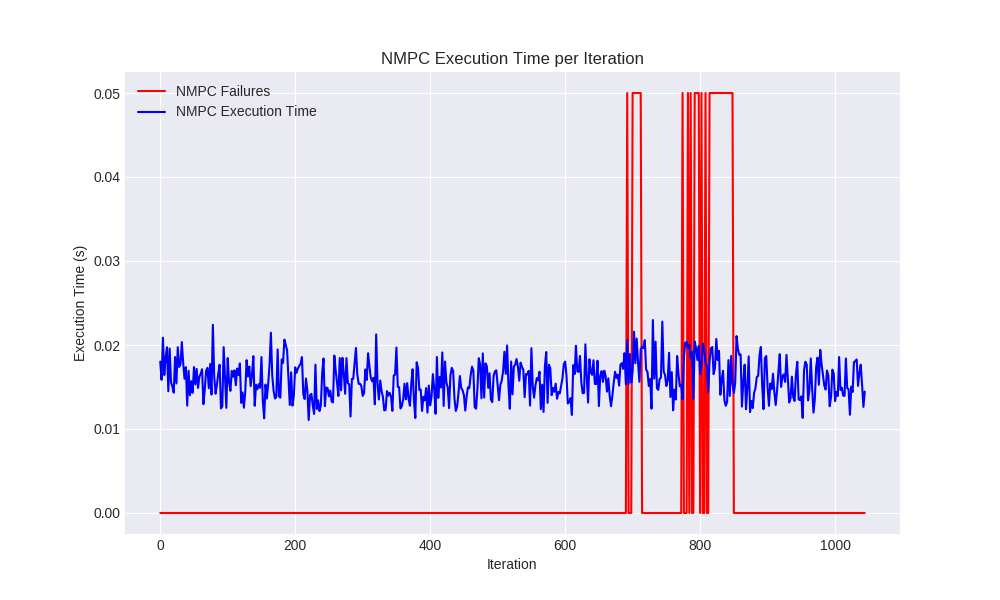 NMPC Execution Time per Iteration
NMPC Failures
NMPC Execution Time
Execution Time (s)
0.05
0.04
0.03
0.02
0.01
0.00
0 200 400 600 800 1000
Iteration